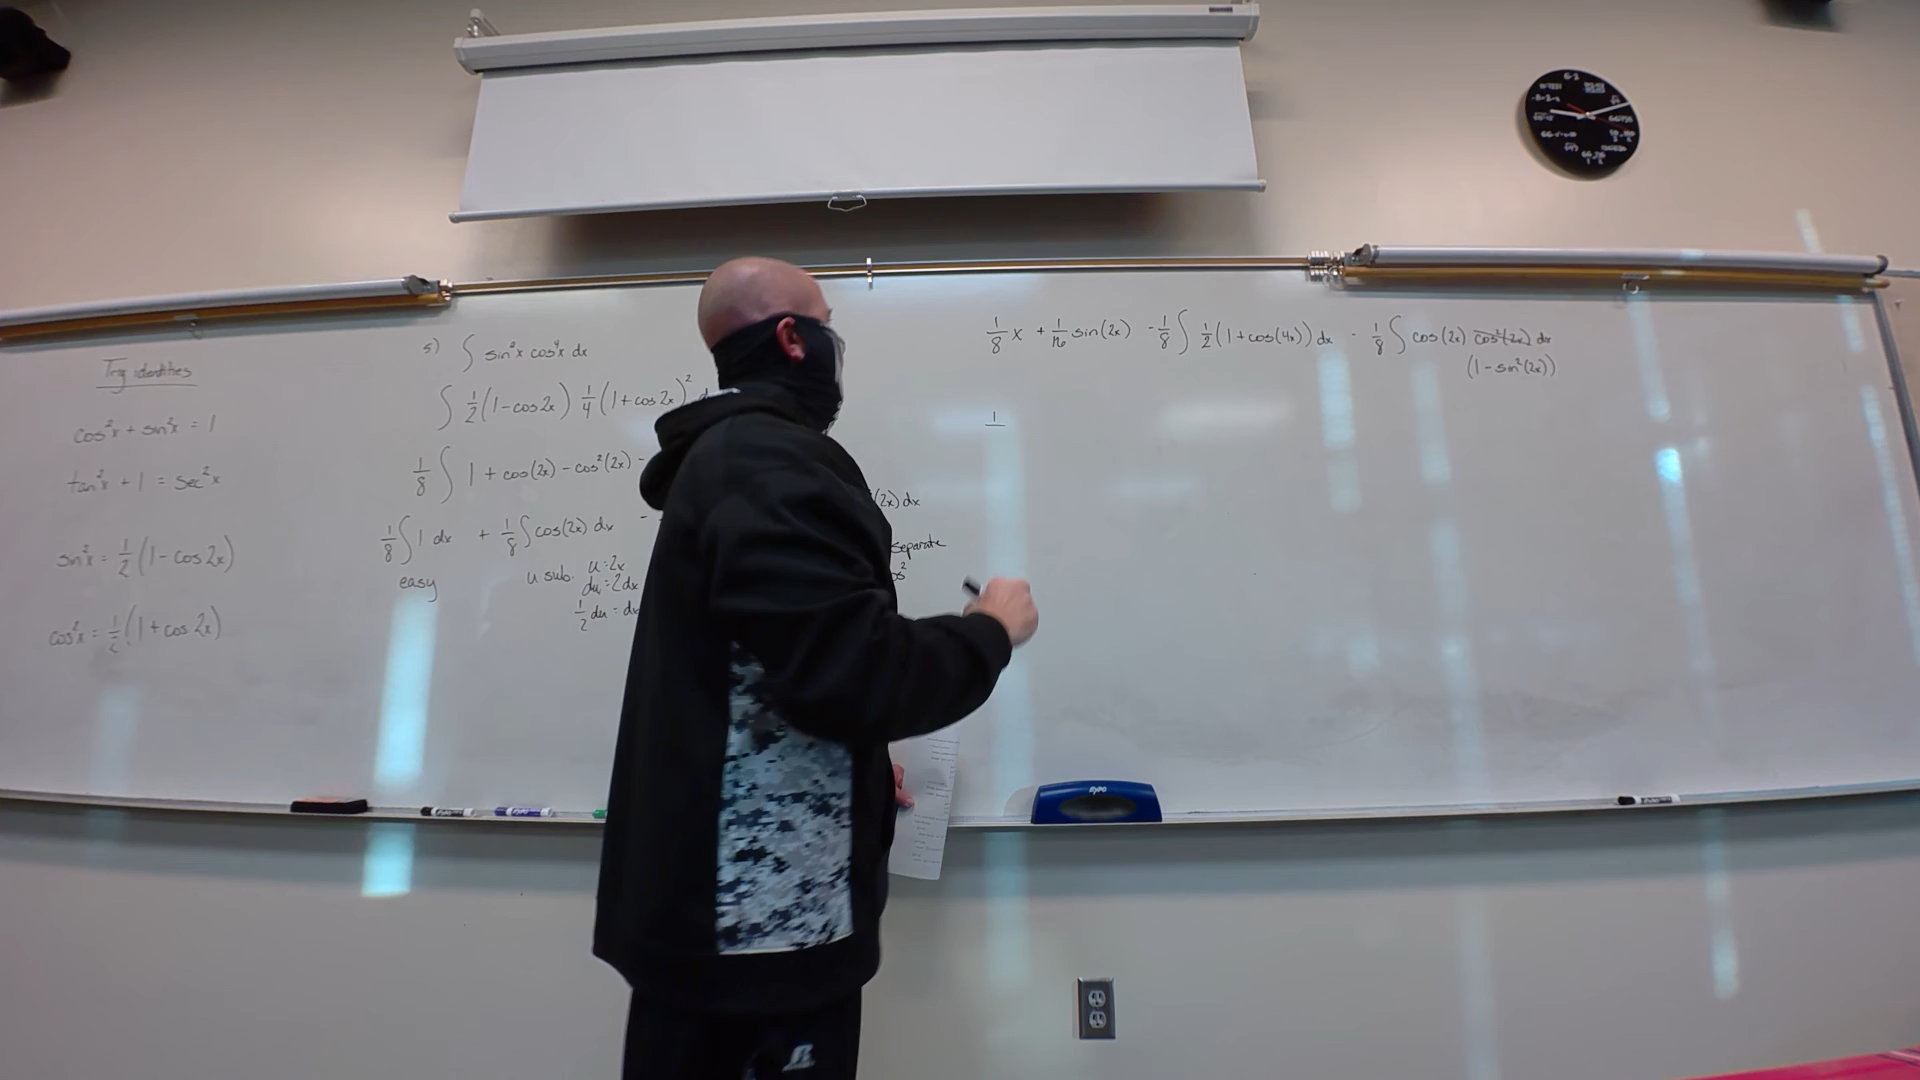 Trig identities
cos²x + sin²x = 1
tan²x + 1 = sec²x
sin²x = 1/2 (1 - cos 2x)
cos²x = 1/2 (1 + cos 2x)
5) ∫ sin²x cos⁴x dx
∫ 1/2 (1 - cos 2x) 1/4 (1 + cos 2x)² d
1/8 ∫ 1 + cos(2x) - cos²(2x) -
(2x) dx
1/8 ∫ 1 dx + 1/8 ∫ cos(2x) dx -
easy
u sub. u = 2x
du = 2dx
1/2 du = dx
separate
os²
1/8 x + 1/16 sin(2x) - 1/8 ∫ 1/2 (1 + cos(4x)) dx - 1/8 ∫ cos(2x) cos²(2x) dx
(1 - sin²(2x))
1
EXPO